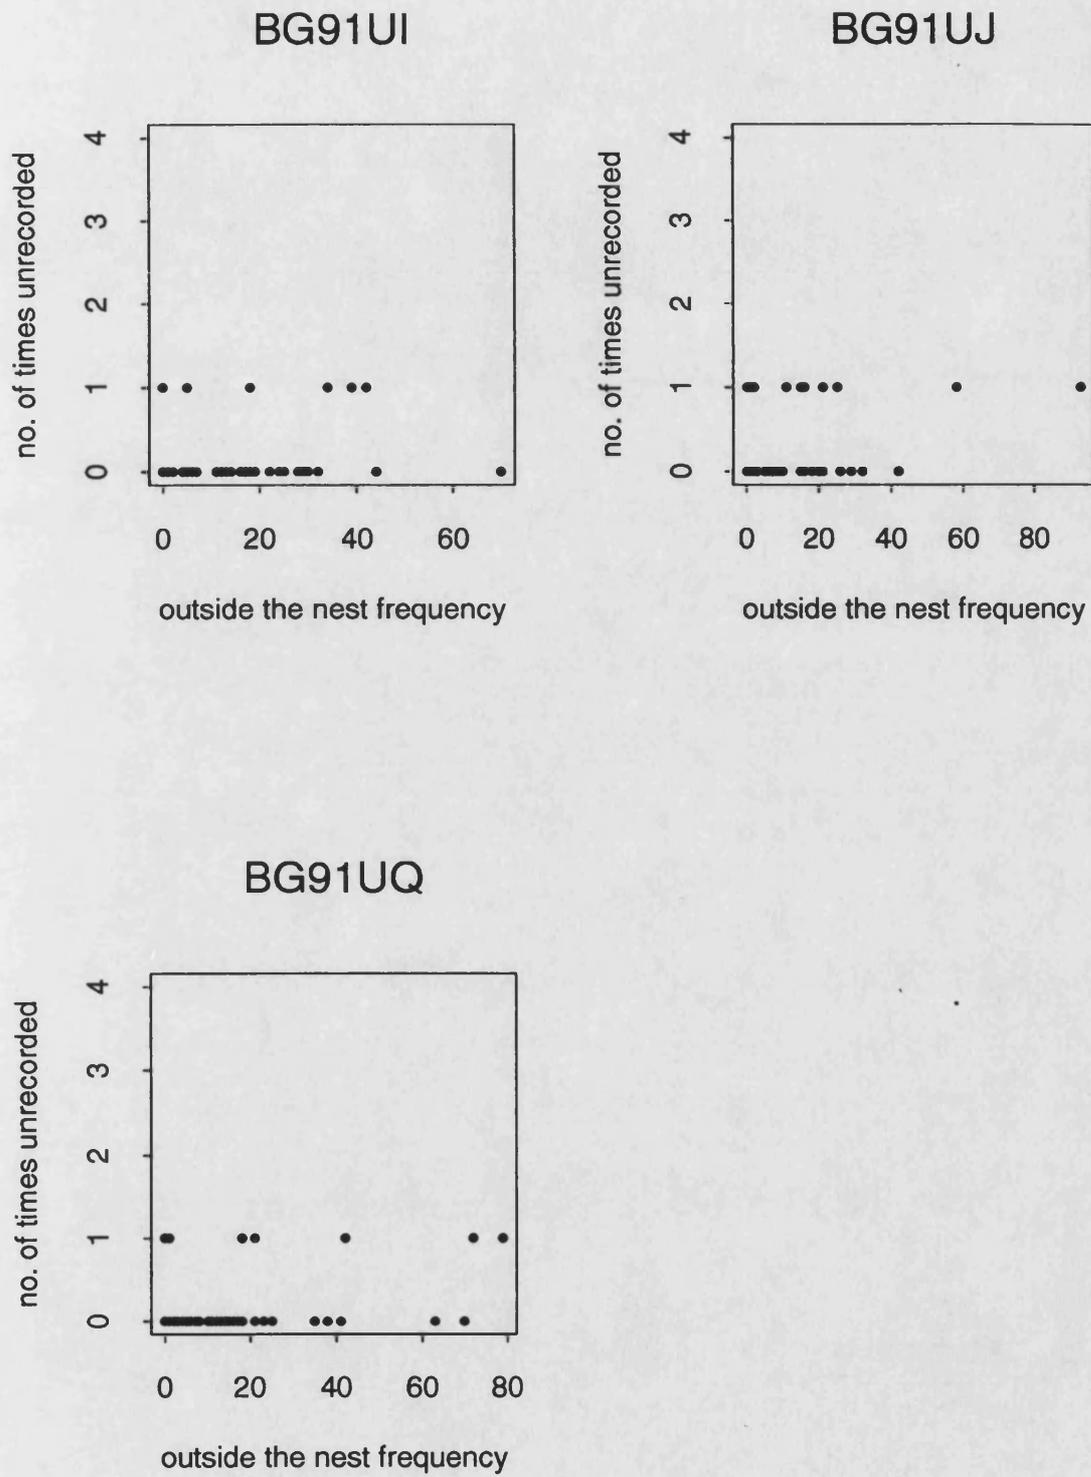 BG91UI
no. of times unrecorded
4
3
2
1
0
0 20 40 60
outside the nest frequency
BG91UJ
no. of times unrecorded
4
3
2
1
0
0 20 40 60 80
outside the nest frequency
BG91UQ
no. of times unrecorded
4
3
2
1
0
0 20 40 60 80
outside the nest frequency